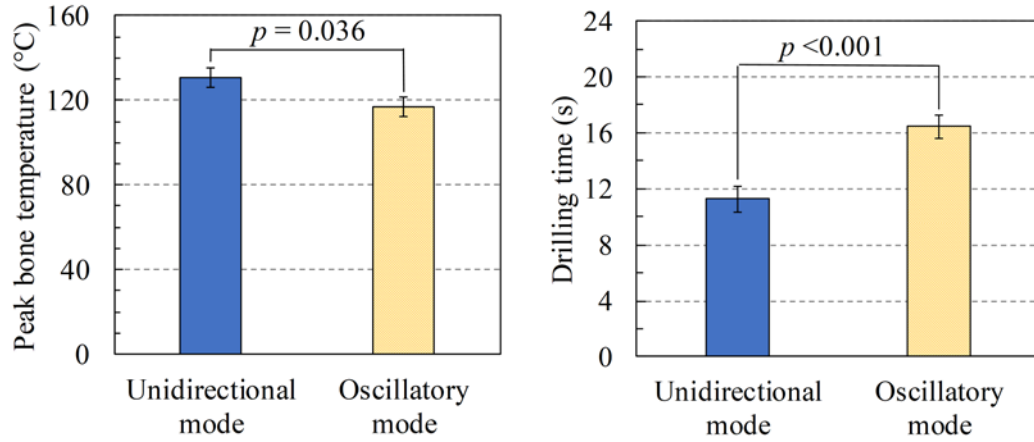 Peak bone temperature (°C)
160
120
80
40
0
p = 0.036
Unidirectional
mode
Oscillatory
mode
Drilling time (s)
24
20
16
12
8
4
0
p <0.001
Unidirectional
mode
Oscillatory
mode